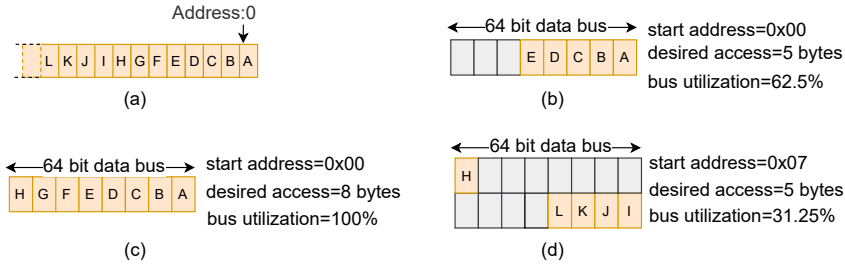 Address:0
L K J I H G F E D C B A
(a)
64 bit data bus
E D C B A
start address=0x00
desired access=5 bytes
bus utilization=62.5%
(b)
64 bit data bus
H G F E D C B A
start address=0x00
desired access=8 bytes
bus utilization=100%
(c)
64 bit data bus
H
L K J I
start address=0x07
desired access=5 bytes
bus utilization=31.25%
(d)